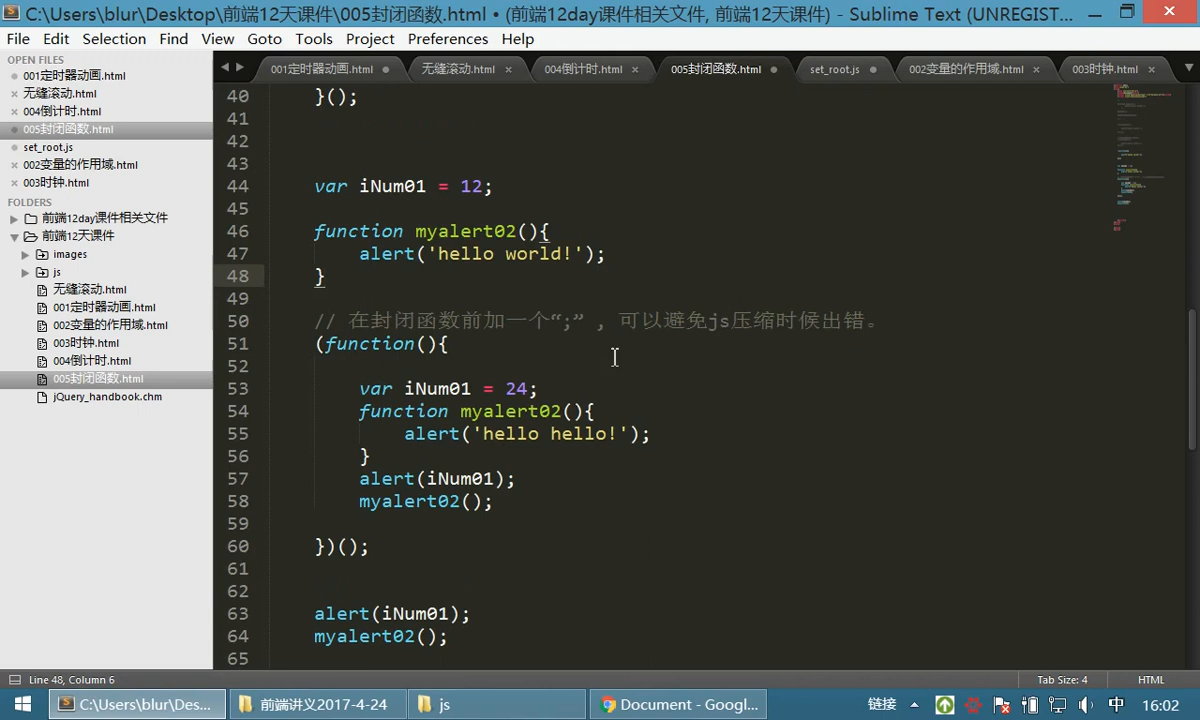 C:\Users\blur\Desktop\前端12天课件\005封闭函数.html • (前端12day课件相关文件, 前端12天课件) - Sublime Text (UNREGIST...
File Edit Selection Find View Goto Tools Project Preferences Help
OPEN FILES
001定时器动画.html
无缝滚动.html
004倒计时.html
005封闭函数.html
set_root.js
002变量的作用域.html
003时钟.html
FOLDERS
前端12day课件相关文件
前端12天课件
images
js
无缝滚动.html
001定时器动画.html
002变量的作用域.html
003时钟.html
004倒计时.html
005封闭函数.html
jQuery_handbook.chm
001定时器动画.html 无缝滚动.html 004倒计时.html 005封闭函数.html set_root.js 002变量的作用域.html 003时钟.html
40 }();
41
42
43
44 var iNum01 = 12;
45
46 function myalert02(){
47 alert('hello world!');
48 }
49
50 // 在封闭函数前加一个“;” , 可以避免js压缩时候出错。
51 (function(){
52
53 var iNum01 = 24;
54 function myalert02(){
55 alert('hello hello!');
56 }
57 alert(iNum01);
58 myalert02();
59
60 })();
61
62
63 alert(iNum01);
64 myalert02();
65
Line 48, Column 6 Tab Size: 4 HTML
C:\Users\blur\Des... 前端讲义2017-4-24 js Document - Googl... 链接 中 16:02